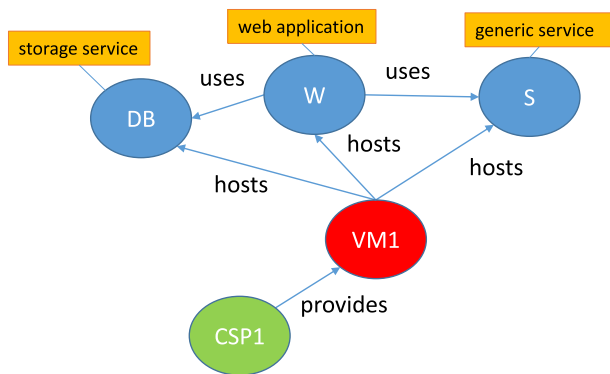 web application
generic service
storage service
uses
uses
W
S
DB
hosts
hosts
hosts
VM1
provides
CSP1